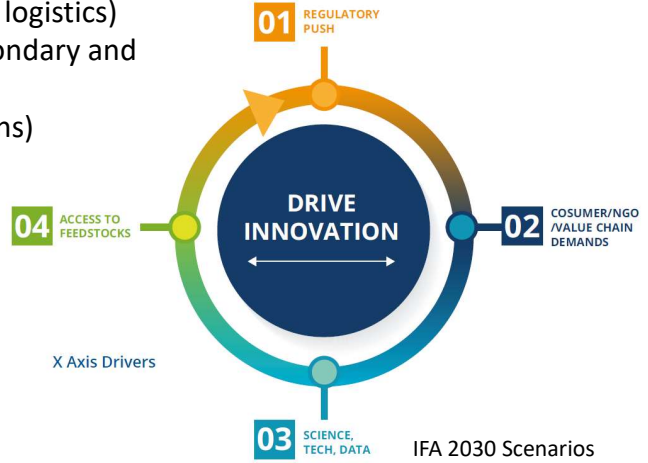 logistics)
ondary and
ns)
01 REGULATORY
PUSH
DRIVE
INNOVATION
04 ACCESS TO
FEEDSTOCKS
02 COSUMER/NGO
/VALUE CHAIN
DEMANDS
X Axis Drivers
03 SCIENCE,
TECH, DATA
IFA 2030 Scenarios